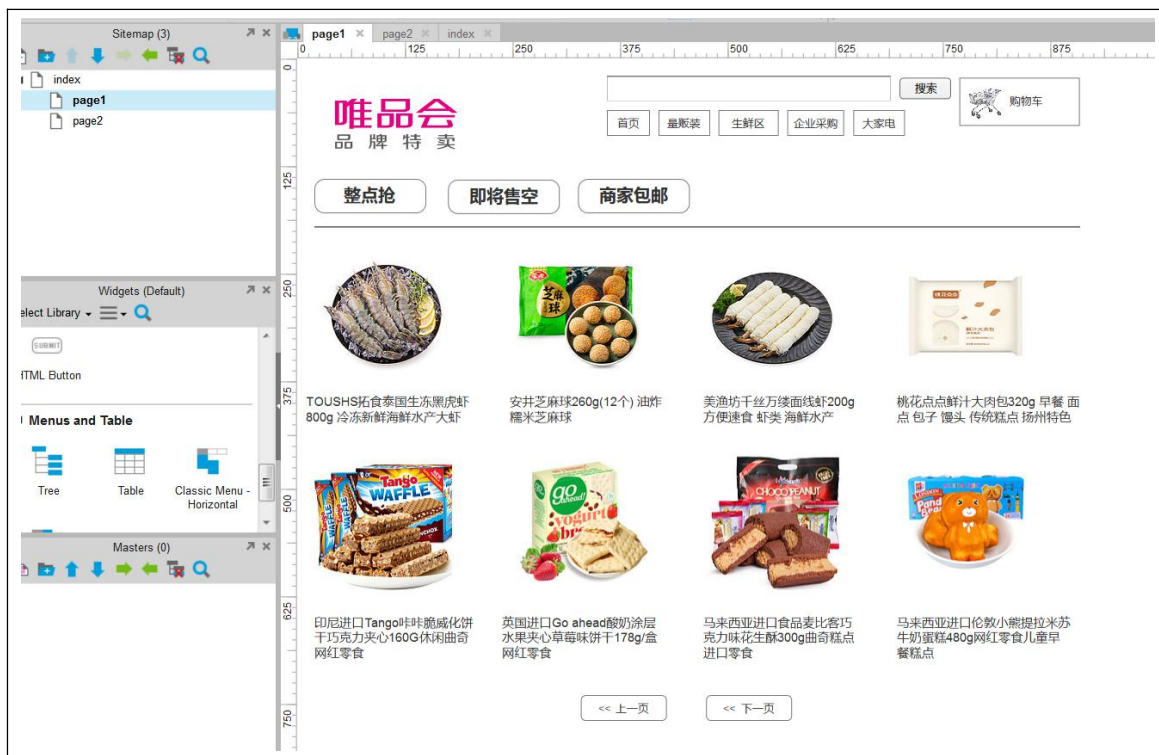 Sitemap (3)
index
page1
page2
Widgets (Default)
elect Library
SUBMIT
HTML Button
Menus and Table
Tree
Table
Classic Menu -
Horizontal
Masters (0)
page1
page2
index
0
125
250
375
500
625
750
875
0
125
250
375
500
625
750
唯品会
品牌特卖
搜索
购物车
首页
量贩装
生鲜区
企业采购
大家电
整点抢
即将售空
商家包邮
安井
芝麻球
TOUSHS拓食泰国生冻黑虎虾
800g 冷冻新鲜海鲜水产大虾
安井芝麻球260g(12个) 油炸
糯米芝麻球
美渔坊千丝万缕面线虾200g
方便速食 虾类 海鲜水产
桃花点点鲜汁大肉包320g 早餐 面
点 包子 馒头 传统糕点 扬州特色
Tango
WAFFLE
go
ahead!
yogurt
CHOCO PEANUT
印尼进口Tango咔咔脆威化饼
干巧克力夹心160G休闲曲奇
网红零食
英国进口Go ahead酸奶涂层
水果夹心草莓味饼干178g/盒
网红零食
马来西亚进口食品麦比客巧
克力味花生酥300g曲奇糕点
进口零食
马来西亚进口伦敦小熊提拉米苏
牛奶蛋糕480g网红零食儿童早
餐糕点
<< 上一页
<< 下一页